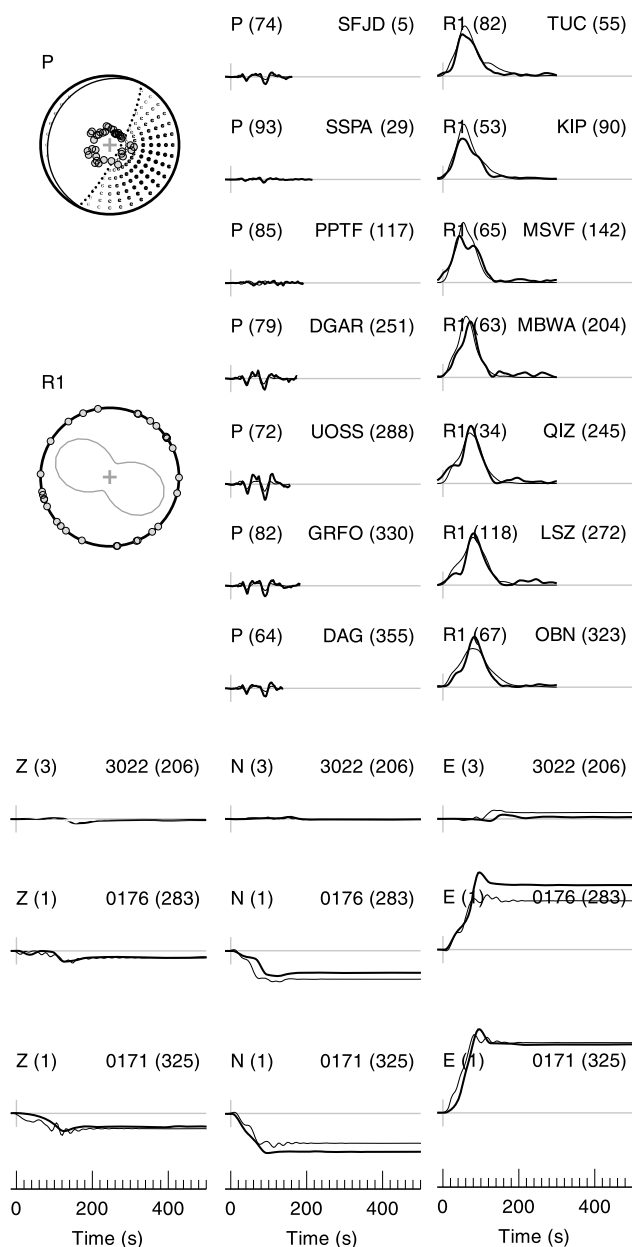 P
P (74) SFJD (5)
R1 (82) TUC (55)
P (93) SSPA (29)
R1 (53) KIP (90)
P (85) PPTF (117)
R1 (65) MSVF (142)
P (79) DGAR (251)
R1 (63) MBWA (204)
R1
P (72) UOSS (288)
R1 (34) QIZ (245)
P (82) GRFO (330)
R1 (118) LSZ (272)
P (64) DAG (355)
R1 (67) OBN (323)
Z (3) 3022 (206)
N (3) 3022 (206)
E (3) 3022 (206)
Z (1) 0176 (283)
N (1) 0176 (283)
E (1) 0176 (283)
Z (1) 0171 (325)
N (1) 0171 (325)
E (1) 0171 (325)
0 200 400
0 200 400
0 200 400
Time (s)
Time (s)
Time (s)